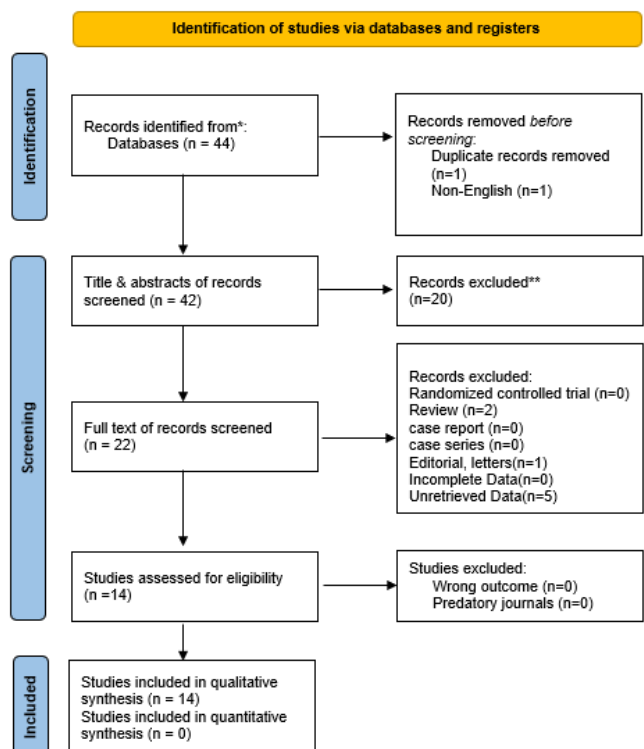 Identification of studies via databases and registers
Identification
Records identified from*:
Databases (n = 44)
Records removed before
screening:
Duplicate records removed
(n=1)
Non-English (n=1)
Screening
Title & abstracts of records
screened (n = 42)
Records excluded**
(n=20)
Full text of records screened
(n = 22)
Records excluded:
Randomized controlled trial (n=0)
Review (n=2)
case report (n=0)
case series (n=0)
Editorial, letters(n=1)
Incomplete Data(n=0)
Unretrieved Data(n=5)
Studies assessed for eligibility
(n =14)
Studies excluded:
Wrong outcome (n=0)
Predatory journals (n=0)
Included
Studies included in qualitative
synthesis (n = 14)
Studies included in quantitative
synthesis (n = 0)